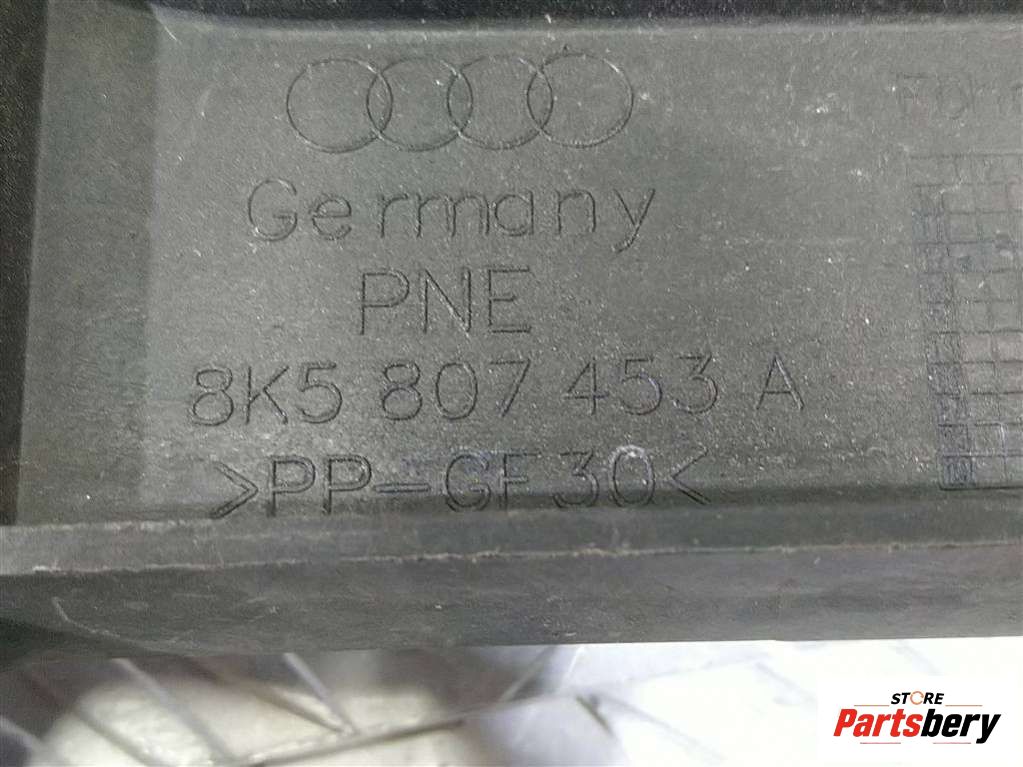 Germany
PNE
8K5 807 453 A
>PP-GF30<
STORE
Partsbery